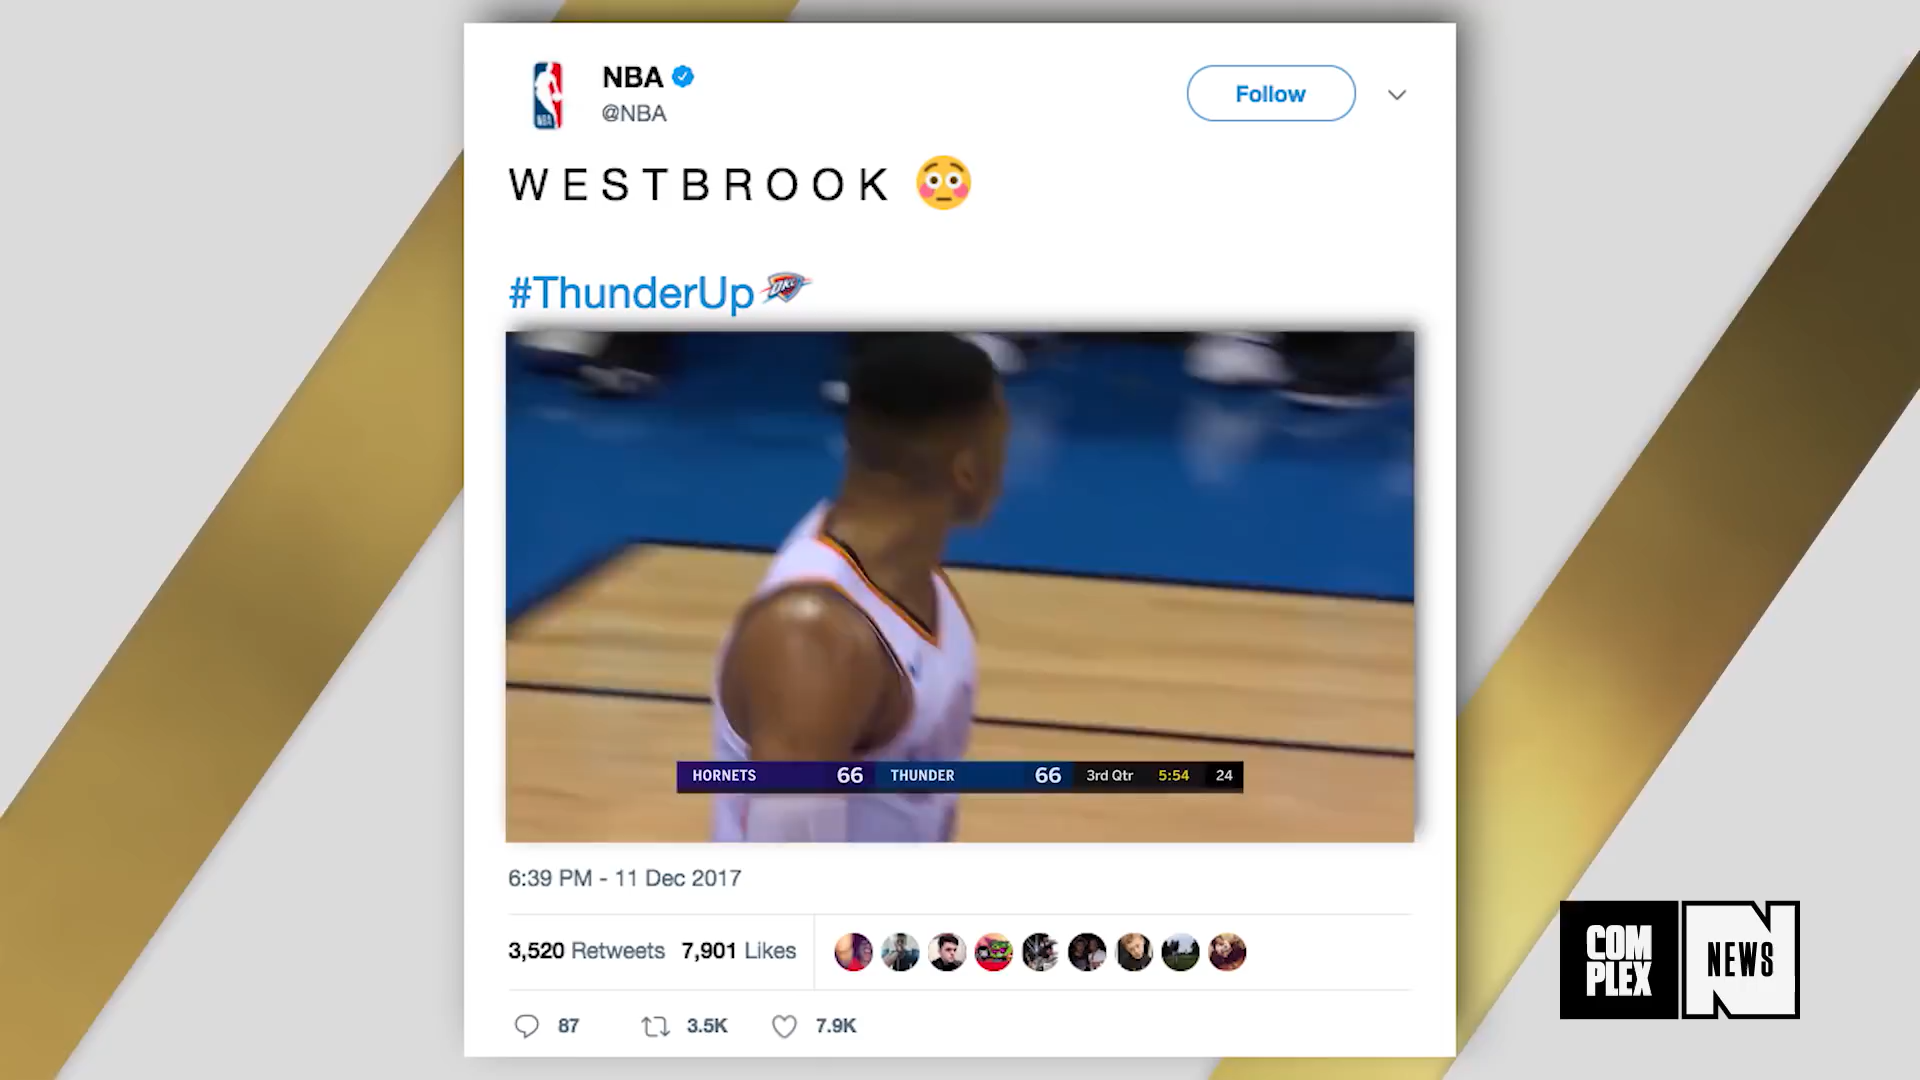 NBA
@NBA
Follow
W E S T B R O O K 😳
#ThunderUp
HORNETS 66 THUNDER 66 3rd Qtr 5:54 24
6:39 PM - 11 Dec 2017
3,520 Retweets 7,901 Likes
87 3.5K 7.9K
COM
PLEX
NEWS